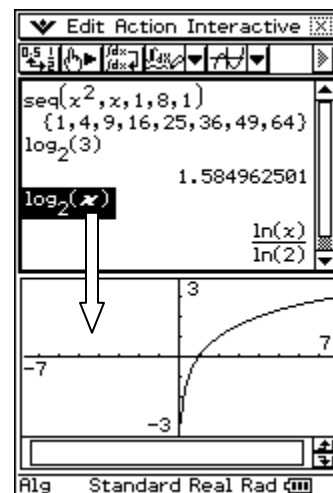 Edit Action Interactive
seq(x²,x,1,8,1)
{1,4,9,16,25,36,49,64}
log₂(3)
1.584962501
log₂(x)
ln(x)
ln(2)
3
7
-7
-3
Alg Standard Real Rad